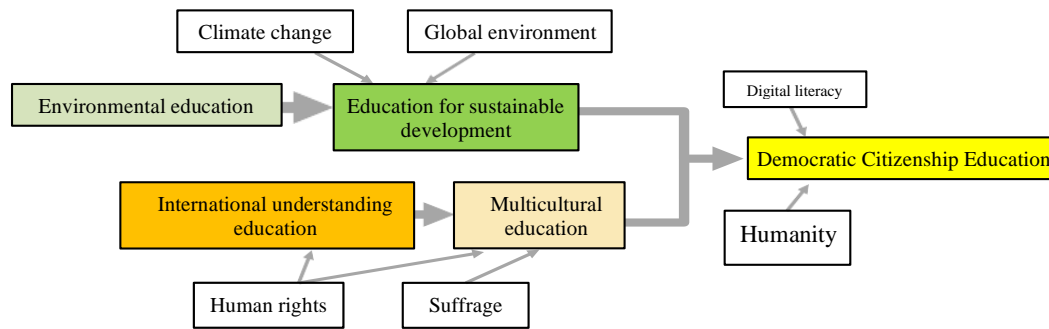 Climate change
Global environment
Environmental education
Education for sustainable
development
Digital literacy
Democratic Citizenship Education
International understanding
education
Multicultural
education
Humanity
Human rights
Suffrage